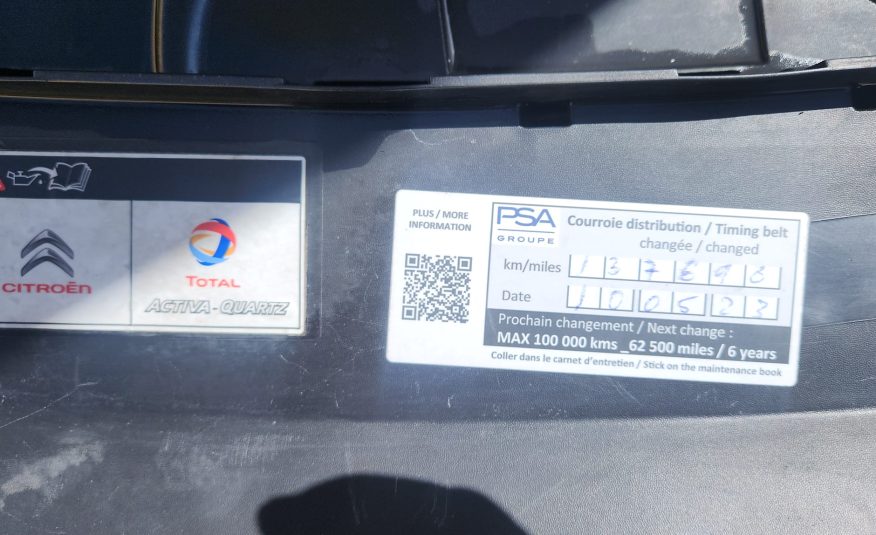 CITROËN
TOTAL
ACTIVA-QUARTZ
PLUS / MORE
INFORMATION
PSA
GROUPE
Courroie distribution / Timing belt
changée / changed
km/miles
Date 100523
Prochain changement / Next change :
MAX 100 000 kms _62 500 miles / 6 years
Coller dans le carnet d'entretien / Stick on the maintenance book